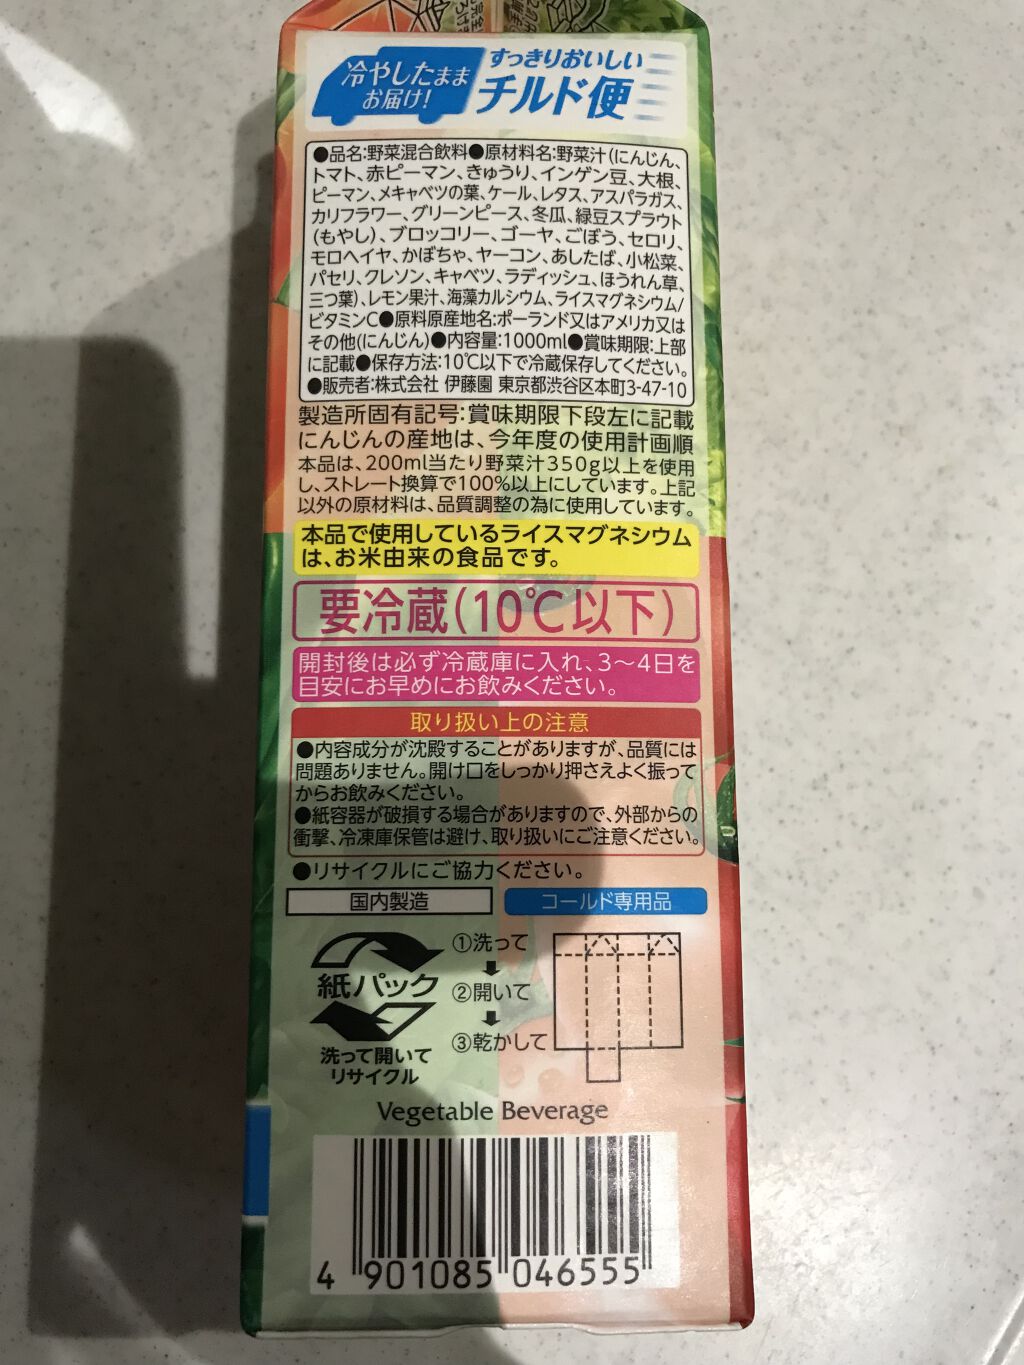 冷やしたまま
お届け!
すっきりおいしい
チルド便
●品名:野菜混合飲料●原材料名:野菜汁(にんじん、
トマト、赤ピーマン、きゅうり、インゲン豆、大根、
ピーマン、メキャベツの葉、ケール、レタス、アスパラガス、
カリフラワー、グリーンピース、冬瓜、緑豆スプラウト
(もやし)、ブロッコリー、ゴーヤ、ごぼう、セロリ、
モロヘイヤ、かぼちゃ、ヤーコン、あしたば、小松菜、
パセリ、クレソン、キャベツ、ラディッシュ、ほうれん草、
三つ葉)、レモン果汁、海藻カルシウム、ライスマグネシウム/
ビタミンC●原料原産地名:ポーランド又はアメリカ又は
その他(にんじん)●内容量:1000ml●賞味期限:上部
に記載●保存方法:10℃以下で冷蔵保存してください。
●販売者:株式会社 伊藤園 東京都渋谷区本町3-47-10
製造所固有記号:賞味期限下段左に記載
にんじんの産地は、今年度の使用計画順
本品は、200ml当たり野菜汁350g以上を使用
し、ストレート換算で100%以上にしています。上記
以外の原材料は、品質調整の為に使用しています。
本品で使用しているライスマグネシウム
は、お米由来の食品です。
要冷蔵(10℃以下)
開封後は必ず冷蔵庫に入れ、3〜4日を
目安にお早めにお飲みください。
取り扱い上の注意
●内容成分が沈殿することがありますが、品質には
問題ありません。開け口をしっかり押さえよく振って
からお飲みください。
●紙容器が破損する場合がありますので、外部からの
衝撃、冷凍庫保管は避け、取り扱いにご注意ください。
●リサイクルにご協力ください。
国内製造
コールド専用品
紙パック
洗って開いて
リサイクル
①洗って
②開いて
③乾かして
Vegetable Beverage
4 901085 046555